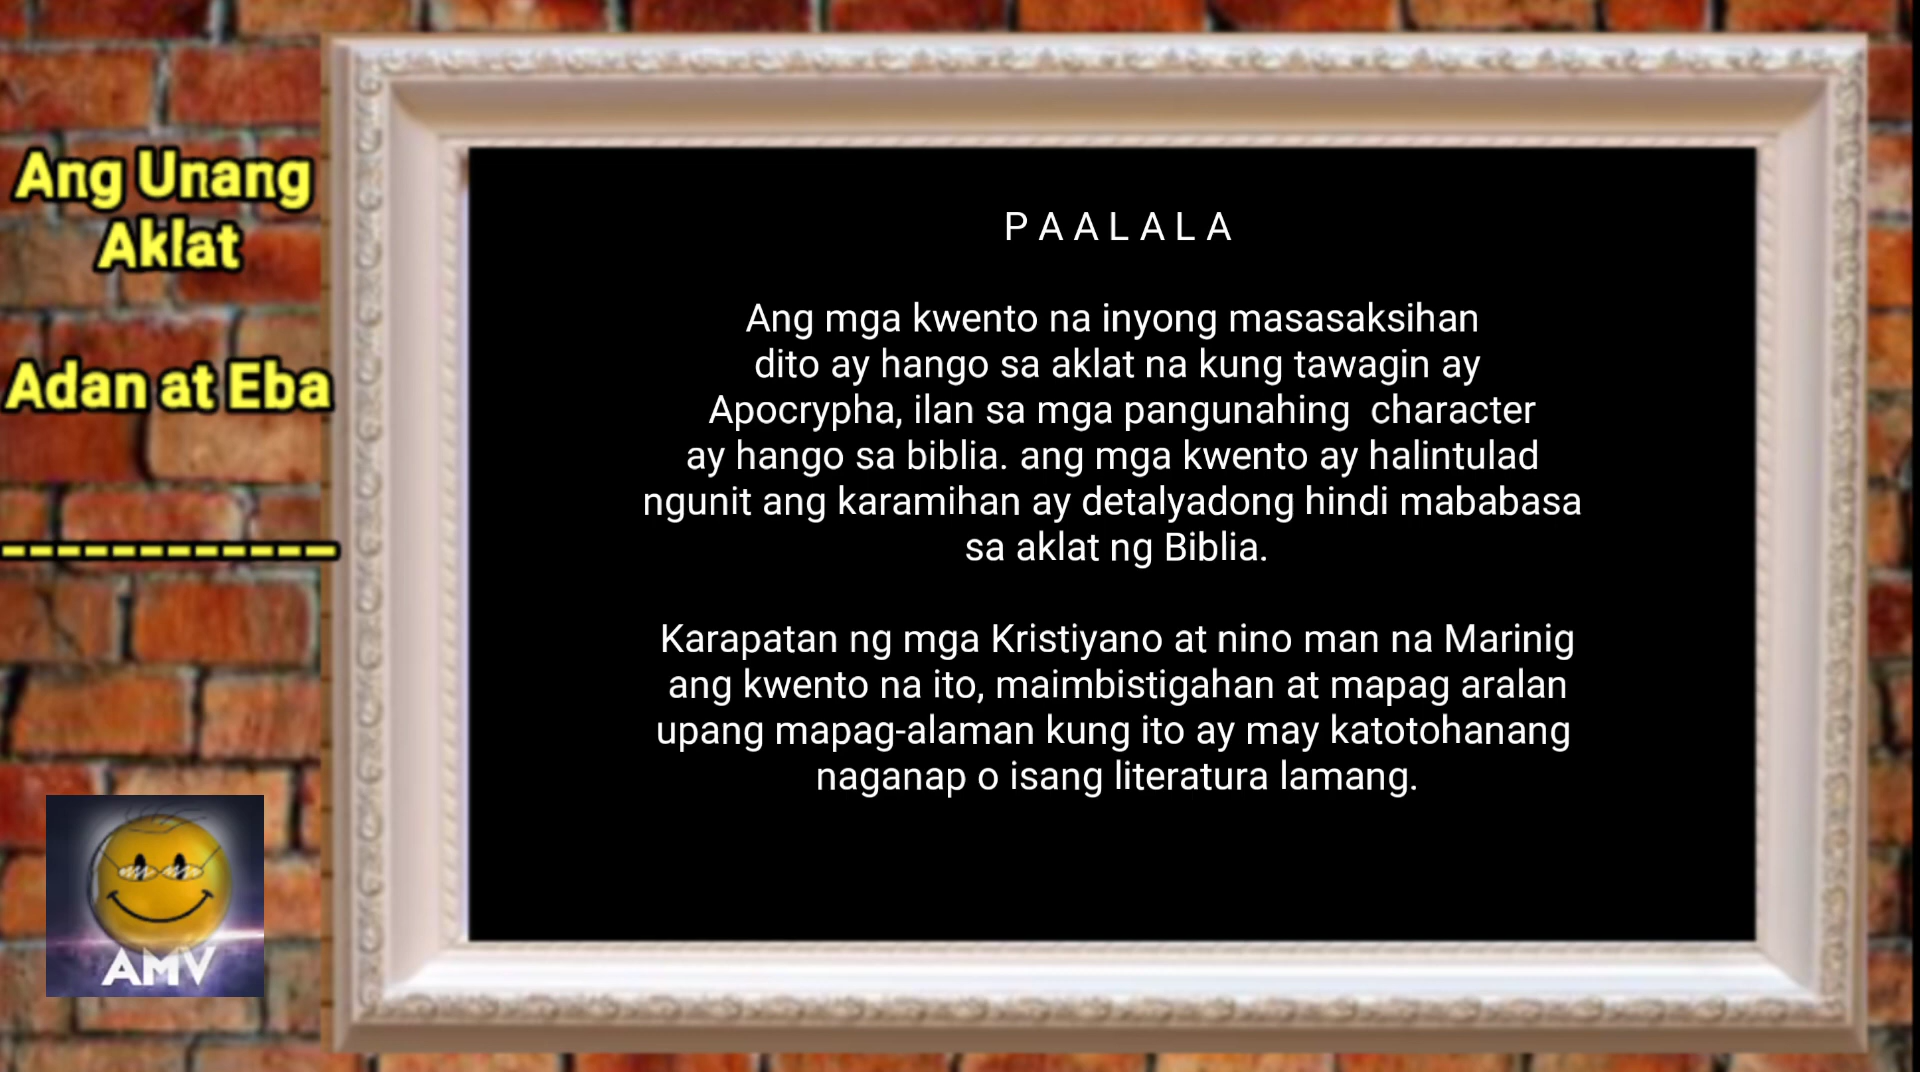 Ang Unang
Aklat
Adan at Eba
------------
P A A L A L A
Ang mga kwento na inyong masasaksihan
dito ay hango sa aklat na kung tawagin ay
Apocrypha, ilan sa mga pangunahing  character
ay hango sa biblia. ang mga kwento ay halintulad
ngunit ang karamihan ay detalyadong hindi mababasa
sa aklat ng Biblia.
Karapatan ng mga Kristiyano at nino man na Marinig
ang kwento na ito, maimbistigahan at mapag aralan
upang mapag-alaman kung ito ay may katotohanang
naganap o isang literatura lamang.
AMV